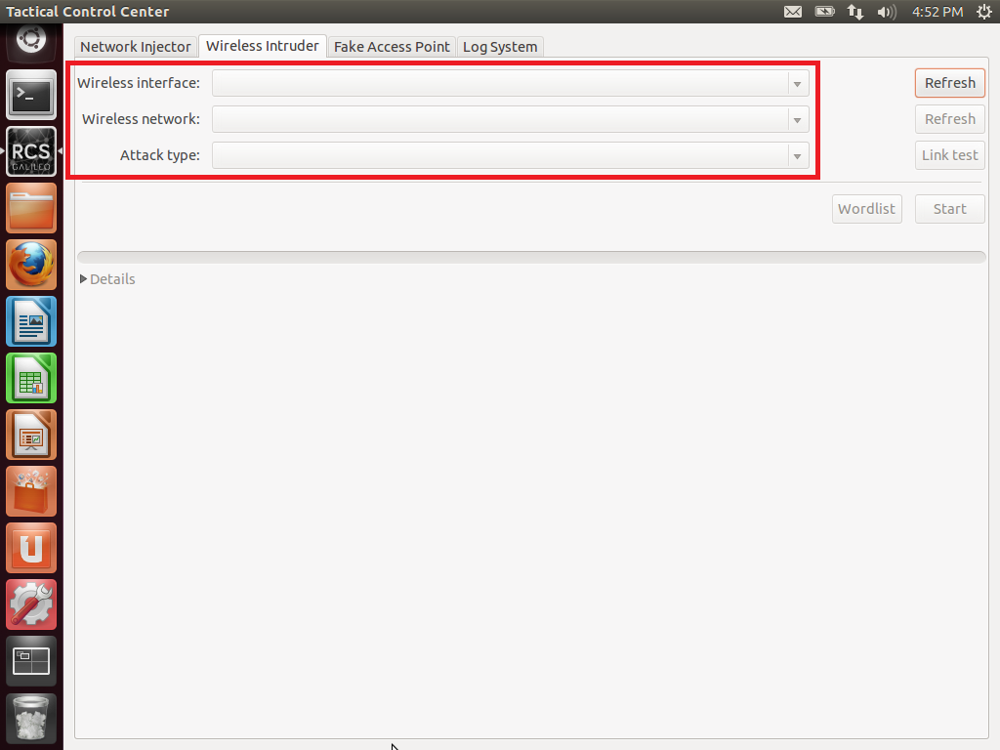 Tactical Control Center
4:52 PM
Network Injector
Wireless Intruder
Fake Access Point
Log System
Wireless interface:
Refresh
Wireless network:
Refresh
Attack type:
Link test
Wordlist
Start
Details
>_
RCS
GALILEO